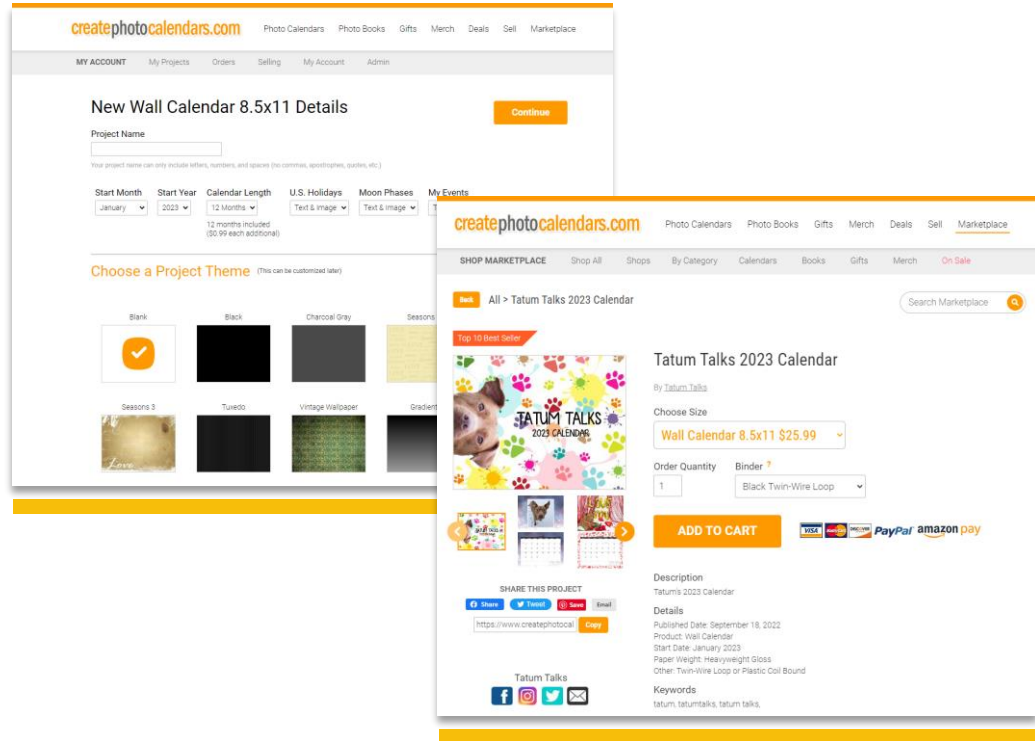 createphotocalendars.com
Photo Calendars Photo Books Gifts Merch Deals Sell Marketplace
MY ACCOUNT My Projects Orders Selling My Account Admin
New Wall Calendar 8.5x11 Details
Continue
Project Name
Your project name can only include letters, numbers, and spaces (no commas, apostrophes, quotes, etc.)
Start Month Start Year Calendar Length U.S. Holidays Moon Phases My Events
January 2023 12 Months Text & Image Text & Image
12 months included
($0.99 each additional)
Choose a Project Theme (This can be customized later)
Blank Black Charcoal Gray Seasons
Seasons 3 Tuxedo Vintage Wallpaper Gradient
Love
createphotocalendars.com
Photo Calendars Photo Books Gifts Merch Deals Sell Marketplace
SHOP MARKETPLACE Shop All Shops By Category Calendars Books Gifts Merch On Sale
Back All > Tatum Talks 2023 Calendar
Search Marketplace
Top 10 Best Seller
TATUM TALKS
2023 CALENDAR
SHARE THIS PROJECT
Share Tweet Save Email
https://www.createphotocal Copy
Tatum Talks
Tatum Talks 2023 Calendar
By Tatum Talks
Choose Size
Wall Calendar 8.5x11 $25.99
Order Quantity Binder ?
1 Black Twin-Wire Loop
ADD TO CART VISA DISCOVER PayPal amazon pay
Description
Tatum's 2023 Calendar
Details
Published Date: September 18, 2022
Product: Wall Calendar
Start Date: January 2023
Paper Weight: Heavyweight Gloss
Other: Twin-Wire Loop or Plastic Coil Bound
Keywords
tatum, tatumtalks, tatum talks,